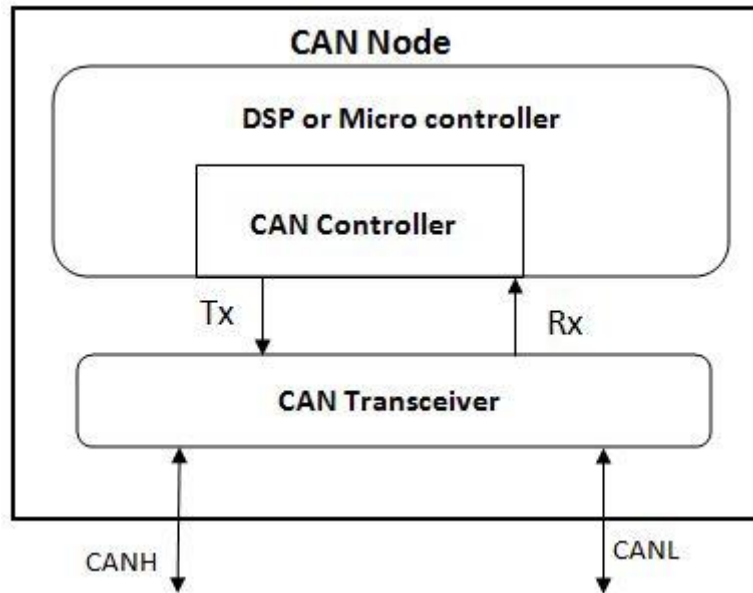 CAN Node
DSP or Micro controller
CAN Controller
Tx
Rx
CAN Transceiver
CANH
CANL